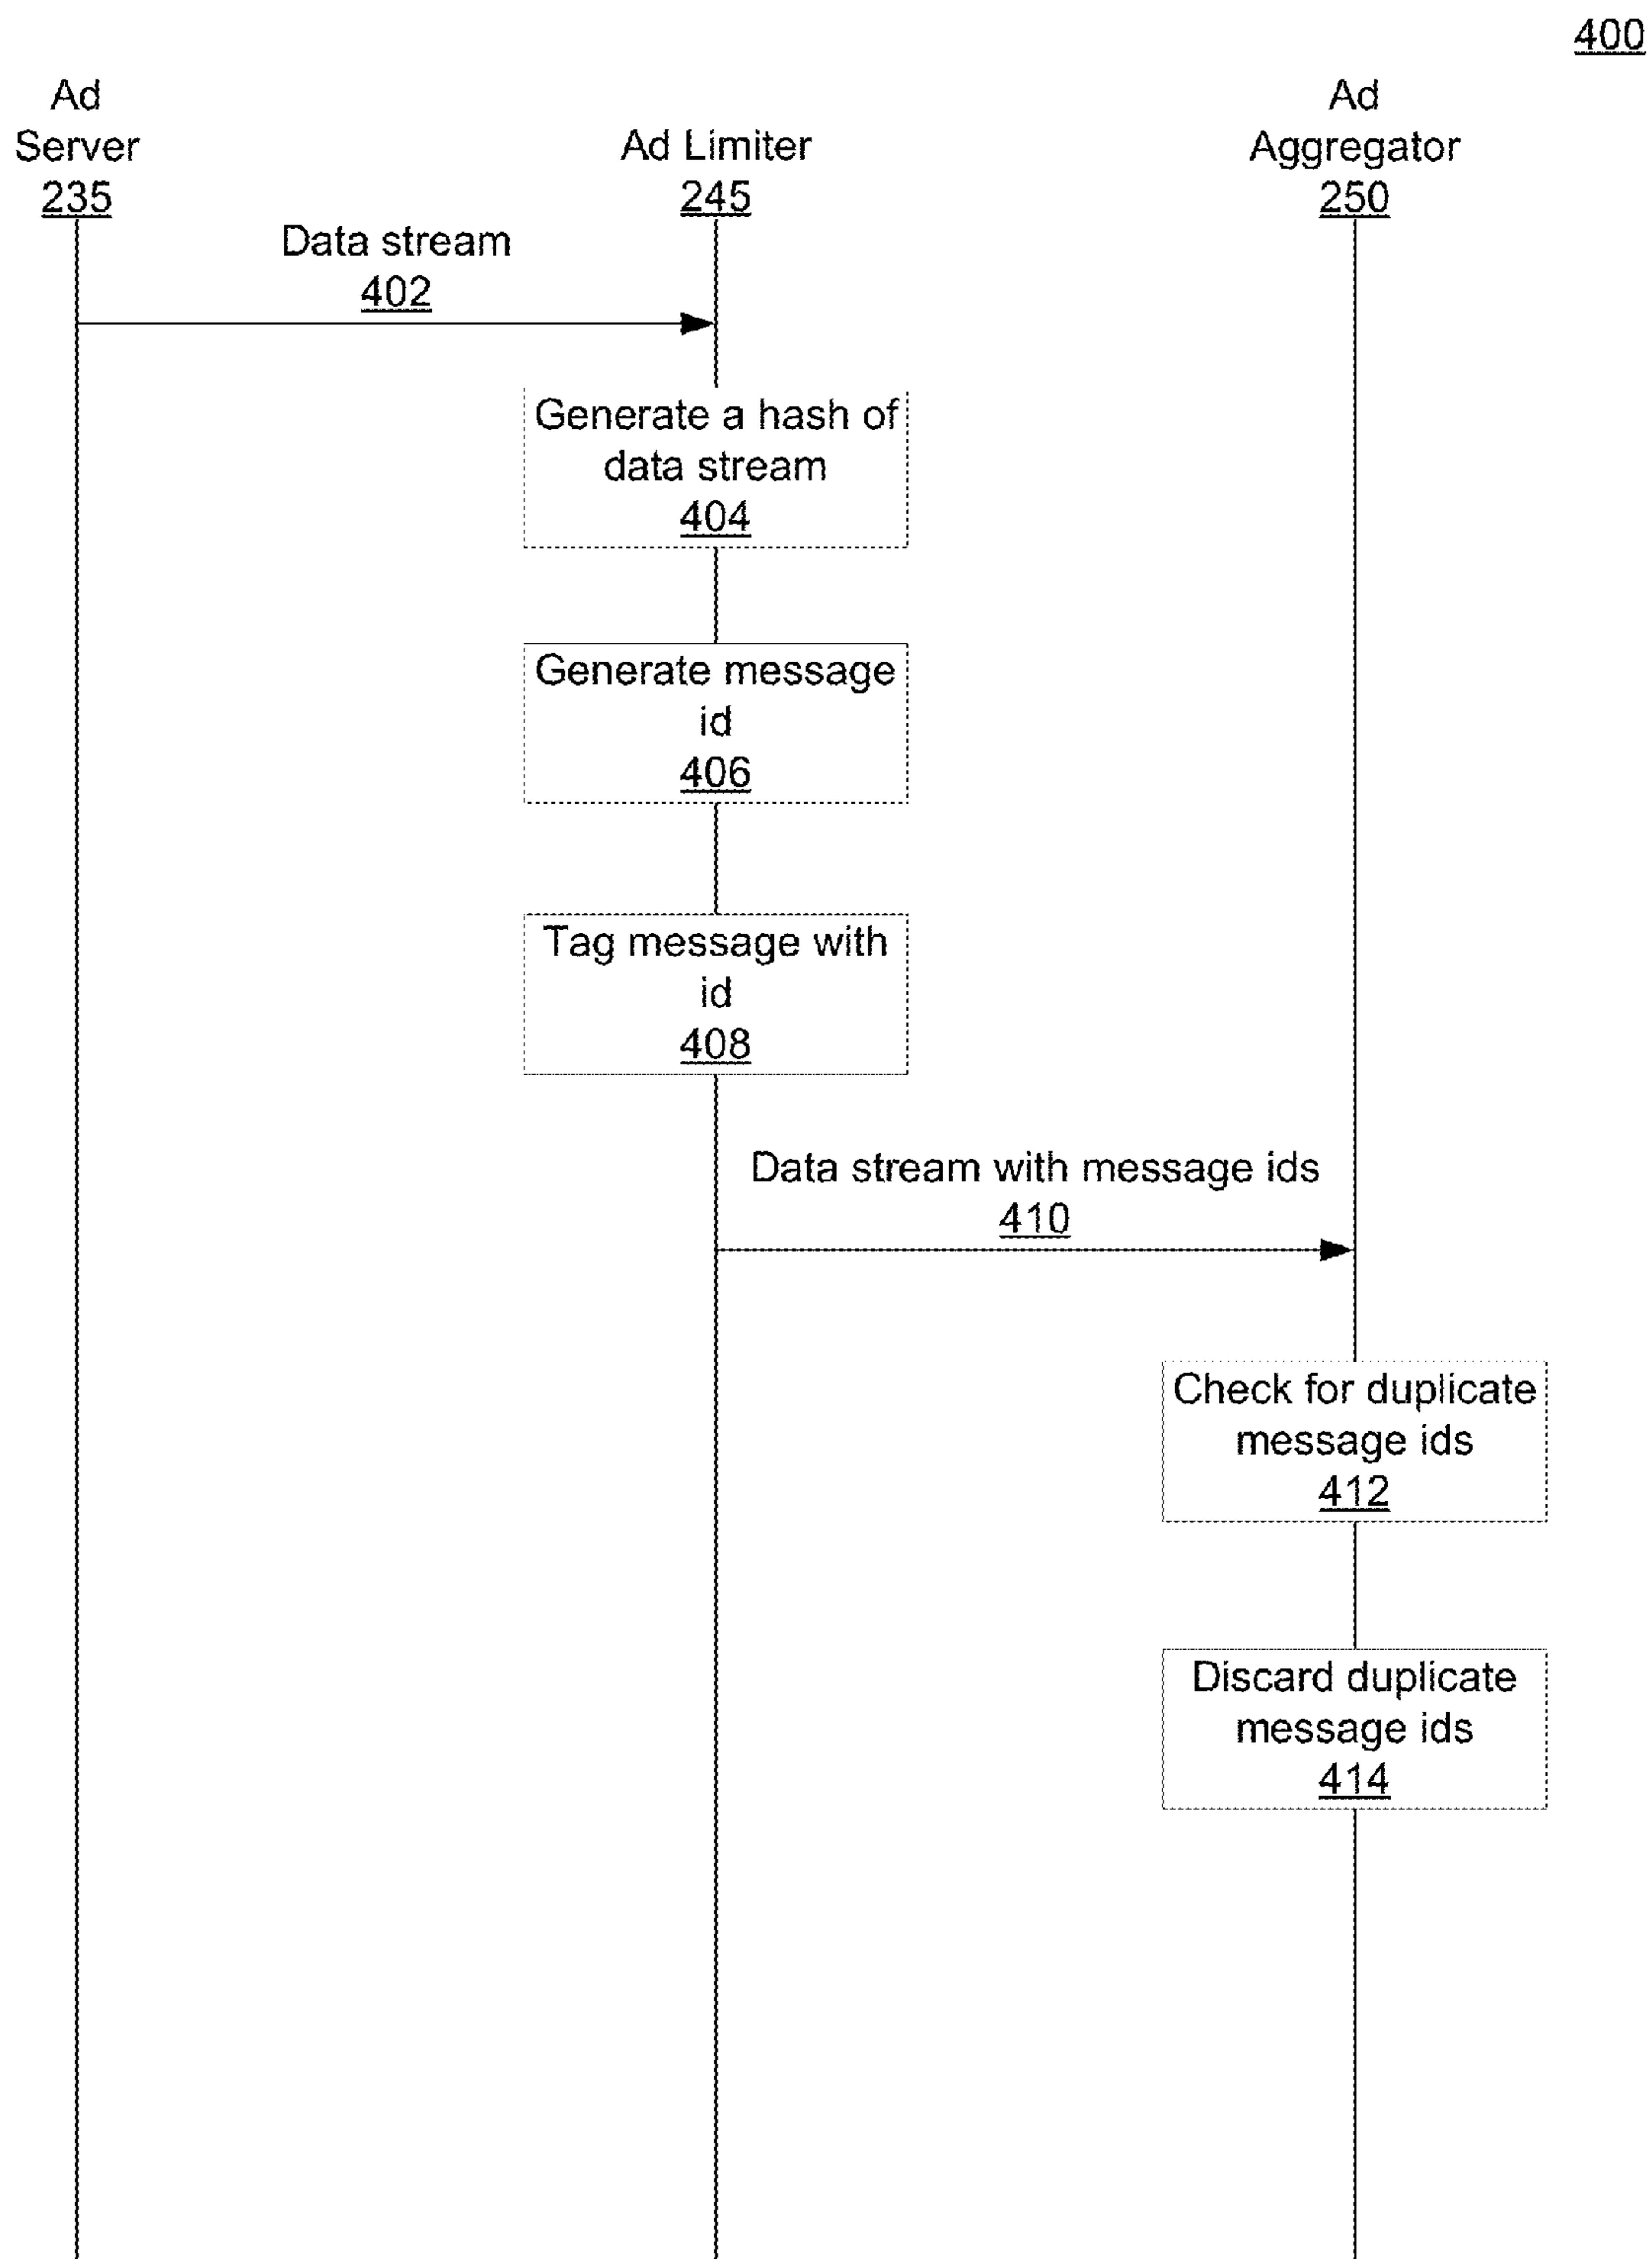 400
Ad
Server
235
Ad Limiter
245
Ad
Aggregator
250
Data stream
402
Generate a hash of
data stream
404
Generate message
id
406
Tag message with
id
408
Data stream with message ids
410
Check for duplicate
message ids
412
Discard duplicate
message ids
414